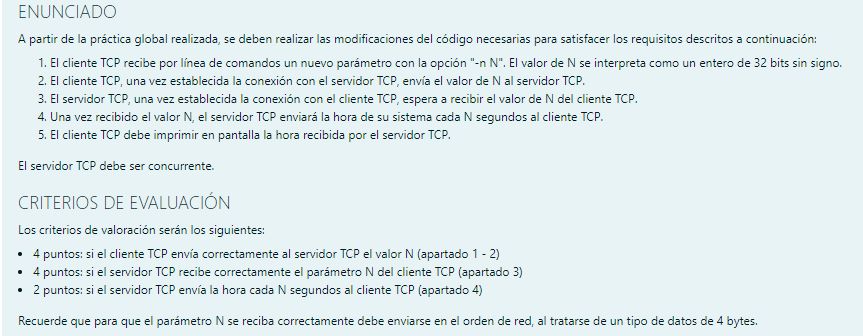 ENUNCIADO
A partir de la práctica global realizada, se deben realizar las modificaciones del código necesarias para satisfacer los requisitos descritos a continuación:
1. El cliente TCP recibe por línea de comandos un nuevo parámetro con la opción "-n N". El valor de N se interpreta como un entero de 32 bits sin signo.
2. El cliente TCP, una vez establecida la conexión con el servidor TCP, envía el valor de N al servidor TCP.
3. El servidor TCP, una vez establecida la conexión con el cliente TCP, espera a recibir el valor de N del cliente TCP.
4. Una vez recibido el valor N, el servidor TCP enviará la hora de su sistema cada N segundos al cliente TCP.
5. El cliente TCP debe imprimir en pantalla la hora recibida por el servidor TCP.
El servidor TCP debe ser concurrente.
CRITERIOS DE EVALUACIÓN
Los criterios de valoración serán los siguientes:
• 4 puntos: si el cliente TCP envía correctamente al servidor TCP el valor N (apartado 1 - 2)
• 4 puntos: si el servidor TCP recibe correctamente el parámetro N del cliente TCP (apartado 3)
• 2 puntos: si el servidor TCP envía la hora cada N segundos al cliente TCP (apartado 4)
Recuerde que para que el parámetro N se reciba correctamente debe enviarse en el orden de red, al tratarse de un tipo de datos de 4 bytes.